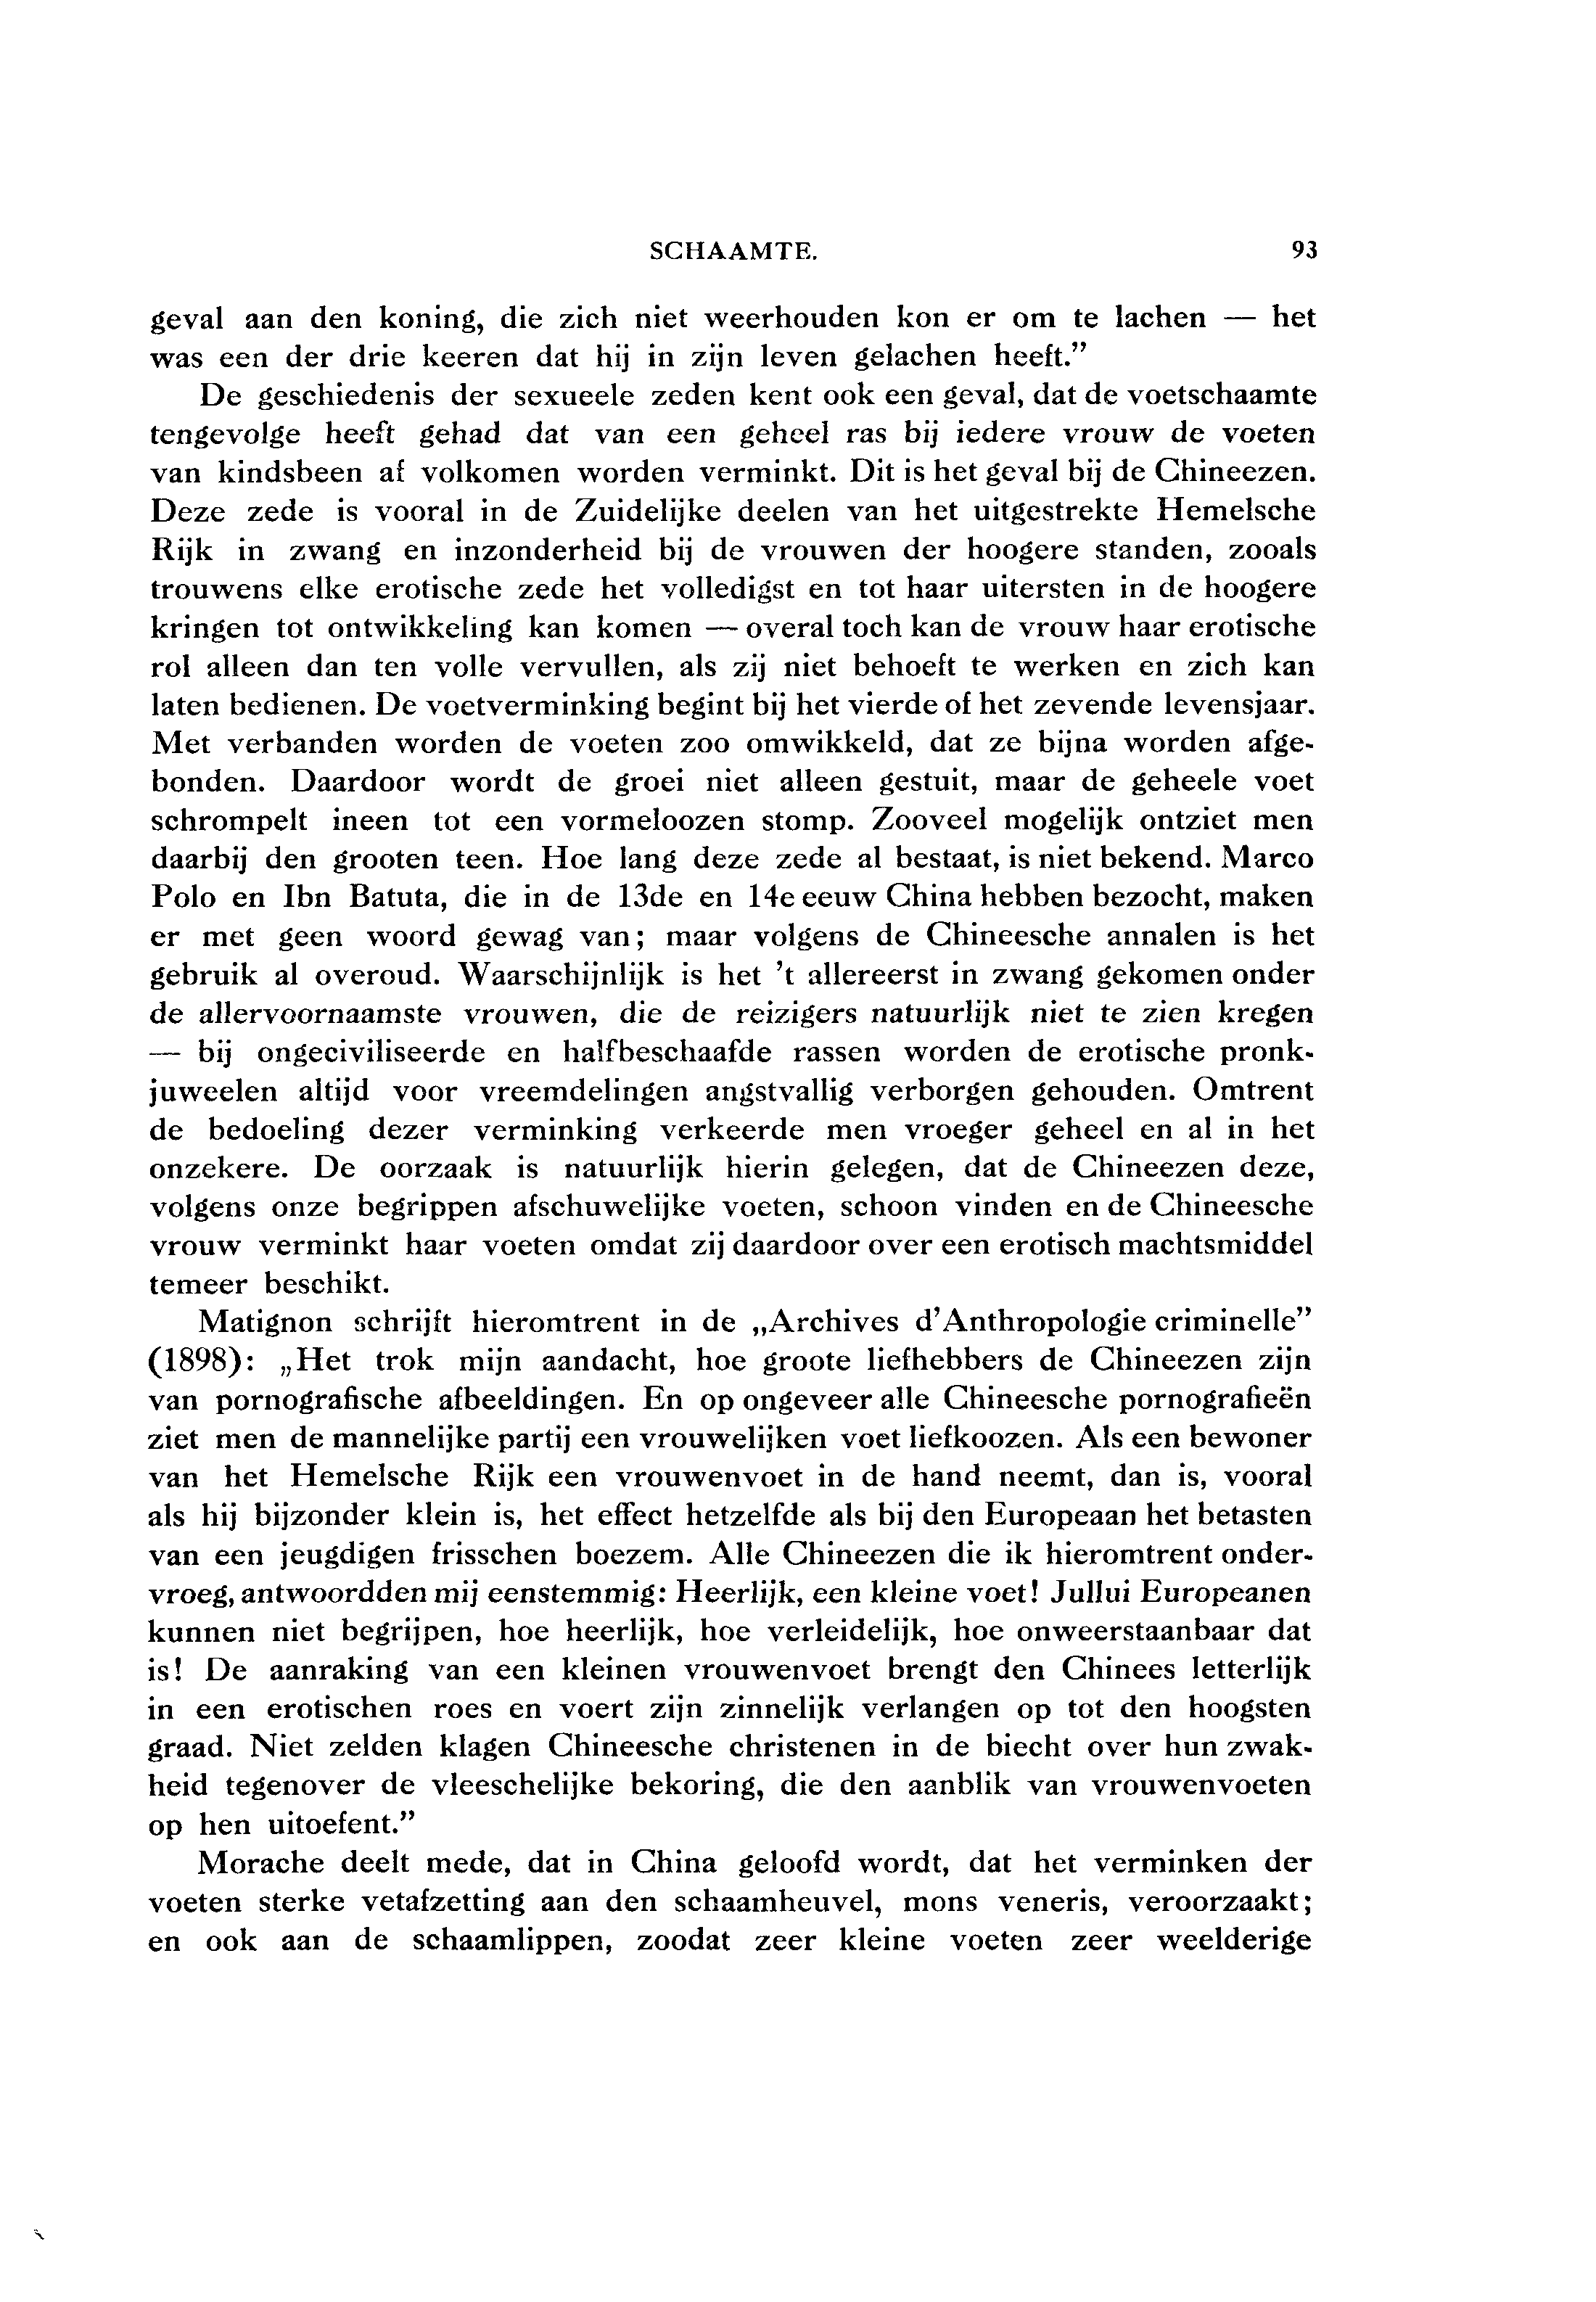 SCHAAMTE. 93
geval aan den koning, die zich niet weerhouden kon er om te lachen — het
was een der drie keeren dat hij in zijn leven gelachen heeft.”
De geschiedenis der sexueele zeden kent ook een geval, dat de voetschaamte
tengevolge heeft gehad dat van een geheel ras bij iedere vrouw de voeten
van kindsbeen af volkomen worden verminkt. Dit is het geval bij de Chineezen.
Deze zede is vooral in de Zuidelijke deelen van het uitgestrekte Hemelsche
Rijk in zwang en inzonderheid bij de vrouwen der hoogere standen, zooals
trouwens elke erotische zede het volledigst en tot haar uitersten in de hoogere
kringen tot ontwikkeling kan komen — overal toch kan de vrouw haar erotische
rol alleen dan ten volle vervullen, als zij niet behoeft te werken en zich kan
laten bedienen. De voetverminking begint bij het vierde of het zevende levensjaar.
Met verbanden worden de voeten zoo omwikkeld, dat ze bijna worden afge-
bonden. Daardoor wordt de groei niet alleen gestuit, maar de geheele voet
schrompelt ineen tot een vormeloozen stomp. Zooveel mogelijk ontziet men
daarbij den grooten teen. Hoe lang deze zede al bestaat, is niet bekend. Marco
Polo en Ibn Batuta, die in de 13de en 14e eeuw China hebben bezocht, maken
er met geen woord gewag van; maar volgens de Chineesche annalen is het
gebruik al overoud. Waarschijnlijk is het ’t allereerst in zwang gekomen onder
de allervoornaamste vrouwen, die de reizigers natuurlijk niet te zien kregen
— bij ongeciviliseerde en halfbeschaafde rassen worden de erotische pronk-
juweelen altijd voor vreemdelingen angstvallig verborgen gehouden. Omtrent
de bedoeling dezer verminking verkeerde men vroeger geheel en al in het
onzekere. De oorzaak is natuurlijk hierin gelegen, dat de Chineezen deze,
volgens onze begrippen afschuwelijke voeten, schoon vinden en de Chineesche
vrouw verminkt haar voeten omdat zij daardoor over een erotisch machtsmiddel
temeer beschikt.
Matignon schrijft hieromtrent in de „Archives d’Anthropologie criminelle”
(1898): „Het trok mijn aandacht, hoe groote liefhebbers de Chineezen zijn
van pornografische afbeeldingen. En op ongeveer alle Chineesche pornografieën
ziet men de mannelijke partij een vrouwelijken voet liefkoozen. Als een bewoner
van het Hemelsche Rijk een vrouwenvoet in de hand neemt, dan is, vooral
als hij bijzonder klein is, het effect hetzelfde als bij den Europeaan het betasten
van een jeugdigen frisschen boezem. Alle Chineezen die ik hieromtrent onder-
vroeg, antwoordden mij eenstemmig: Heerlijk, een kleine voet! Jullui Europeanen
kunnen niet begrijpen, hoe heerlijk, hoe verleidelijk, hoe onweerstaanbaar dat
is! De aanraking van een kleinen vrouwenvoet brengt den Chinees letterlijk
in een erotischen roes en voert zijn zinnelijk verlangen op tot den hoogsten
graad. Niet zelden klagen Chineesche christenen in de biecht over hun zwak-
heid tegenover de vleeschelijke bekoring, die den aanblik van vrouwenvoeten
op hen uitoefent.”
Morache deelt mede, dat in China geloofd wordt, dat het verminken der
voeten sterke vetafzetting aan den schaamheuvel, mons veneris, veroorzaakt;
en ook aan de schaamlippen, zoodat zeer kleine voeten zeer weelderige